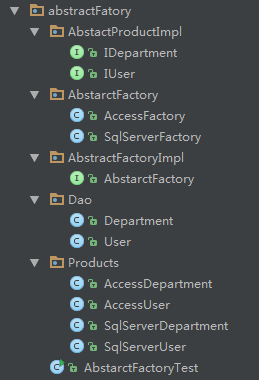 abstractFatory
AbstactProductImpl
IDepartment
IUser
AbstarctFactory
AccessFactory
SqlServerFactory
AbstractFactoryImpl
AbstarctFactory
Dao
Department
User
Products
AccessDepartment
AccessUser
SqlServerDepartment
SqlServerUser
AbstarctFactoryTest